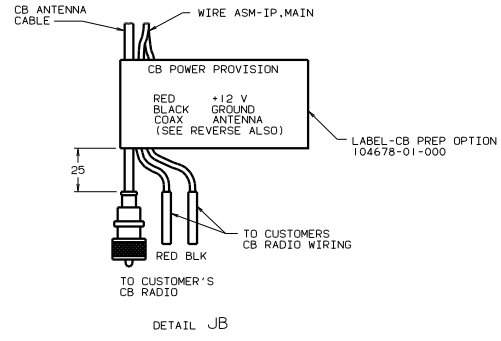 CB ANTENNA
CABLE
WIRE ASM-IP,MAIN
CB POWER PROVISION
RED +12 V
BLACK GROUND
COAX ANTENNA
(SEE REVERSE ALSO)
LABEL-CB PREP OPTION
104678-01-000
25
TO CUSTOMERS
CB RADIO WIRING
RED BLK
TO CUSTOMER'S
CB RADIO
DETAIL JB